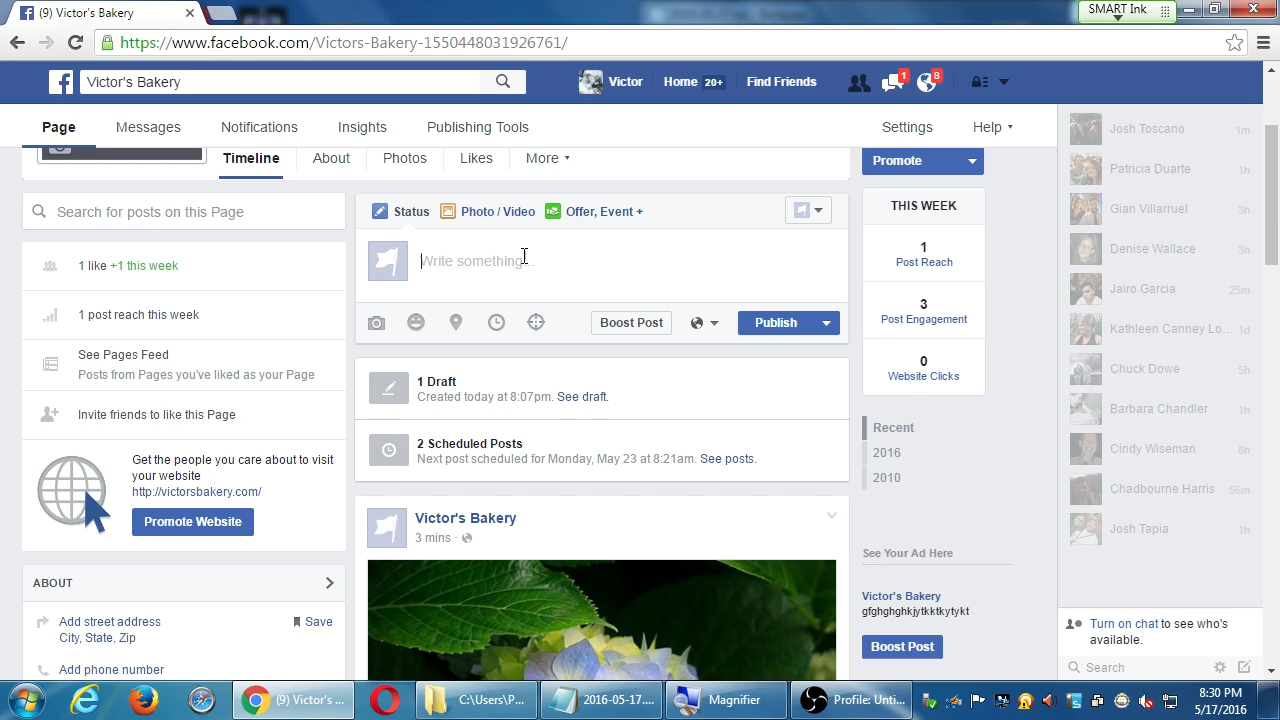 (9) Victor's Bakery
SMART Ink
https://www.facebook.com/Victors-Bakery-1550448031926761/
Victor's Bakery
Victor
Home 20+
Find Friends
1
8
Page
Messages
Notifications
Insights
Publishing Tools
Settings
Help
Timeline
About
Photos
Likes
More
Promote
Search for posts on this Page
1 like +1 this week
1 post reach this week
See Pages Feed
Posts from Pages you've liked as your Page
Invite friends to like this Page
Get the people you care about to visit
your website
http://victorsbakery.com/
Promote Website
ABOUT
Add street address
City, State, Zip
Save
Add phone number
Status
Photo / Video
Offer, Event +
Write something...
Boost Post
Publish
1 Draft
Created today at 8:07pm. See draft.
2 Scheduled Posts
Next post scheduled for Monday, May 23 at 8:21am. See posts.
Victor's Bakery
3 mins ·
THIS WEEK
1
Post Reach
3
Post Engagement
0
Website Clicks
Recent
2016
2010
See Your Ad Here
Victor's Bakery
gfghghghkjytkktkytykt
Boost Post
Josh Toscano 1m
Patricia Duarte 1h
Gian Villarruel 3h
Denise Wallace 3h
Jairo Garcia 25m
Kathleen Canney Lo... 1d
Chuck Dowe 5h
Barbara Chandler 1h
Cindy Wiseman 8h
Chadbourne Harris 56m
Josh Tapia 1h
Turn on chat to see who's
available.
Search
(9) Victor's ...
C:\Users\P...
2016-05-17....
Magnifier
Profile: Unti...
8:30 PM
5/17/2016